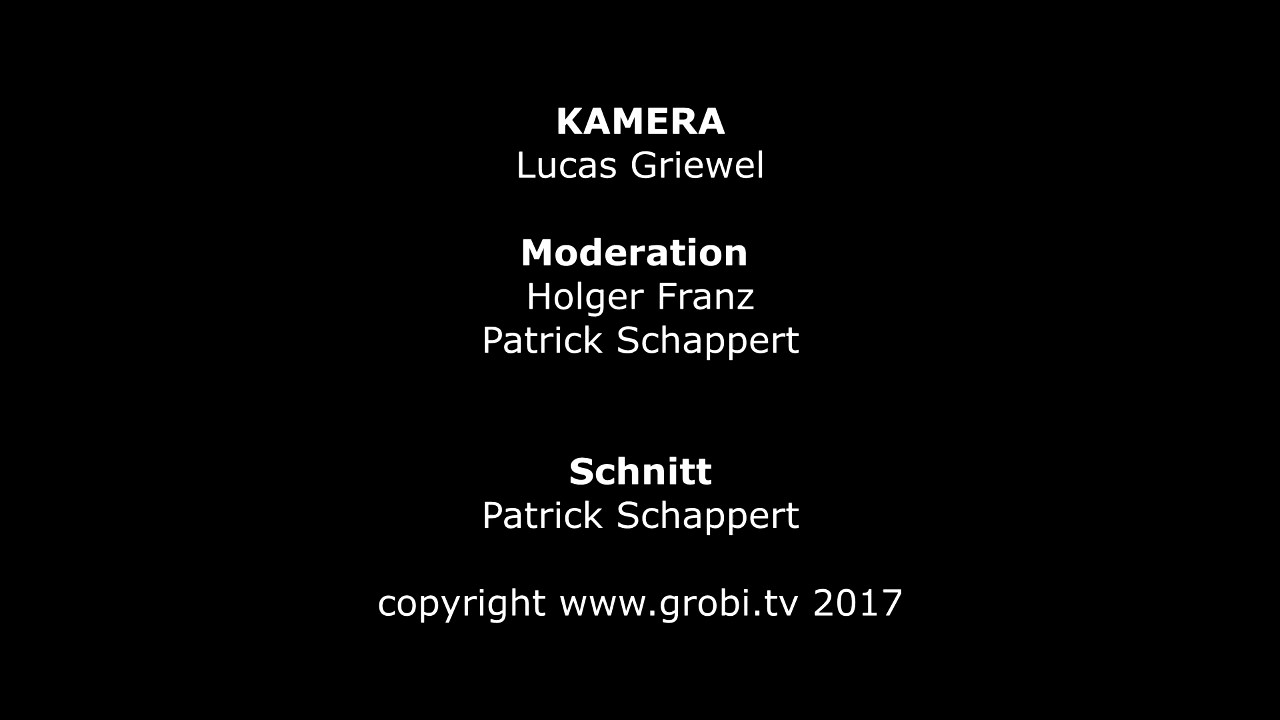 KAMERA
Lucas Griewel
Moderation
Holger Franz
Patrick Schappert
Schnitt
Patrick Schappert
copyright www.grobi.tv 2017